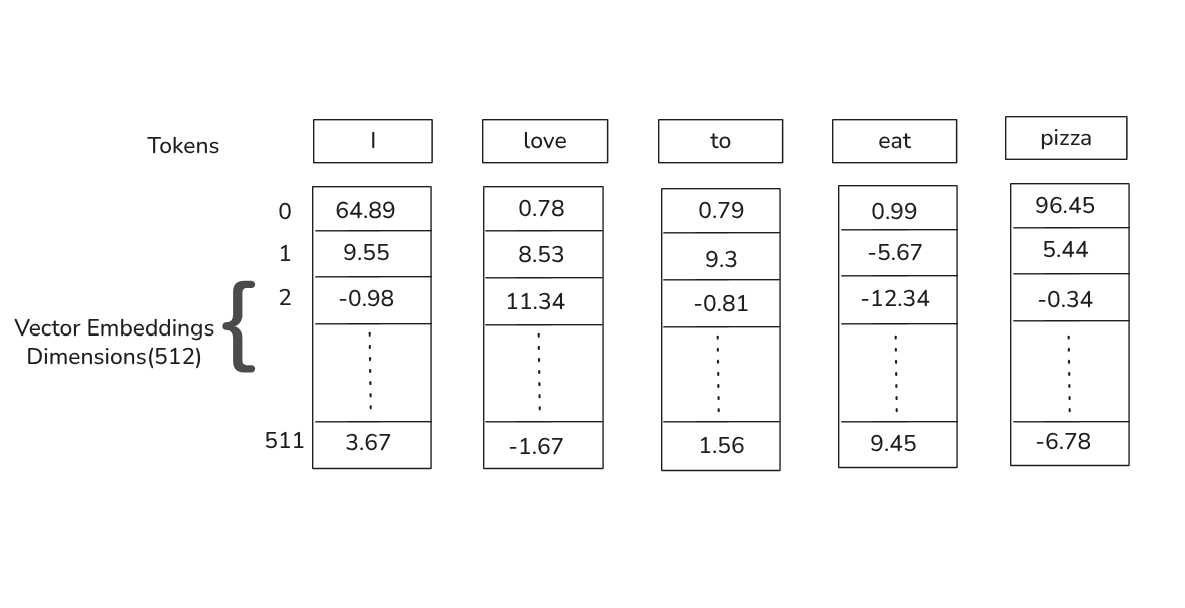 Tokens I love to eat pizza
0 64.89 0.78 0.79 0.99 96.45
1 9.55 8.53 9.3 -5.67 5.44
2 -0.98 11.34 -0.81 -12.34 -0.34
Vector Embeddings
Dimensions(512)
511 3.67 -1.67 1.56 9.45 -6.78